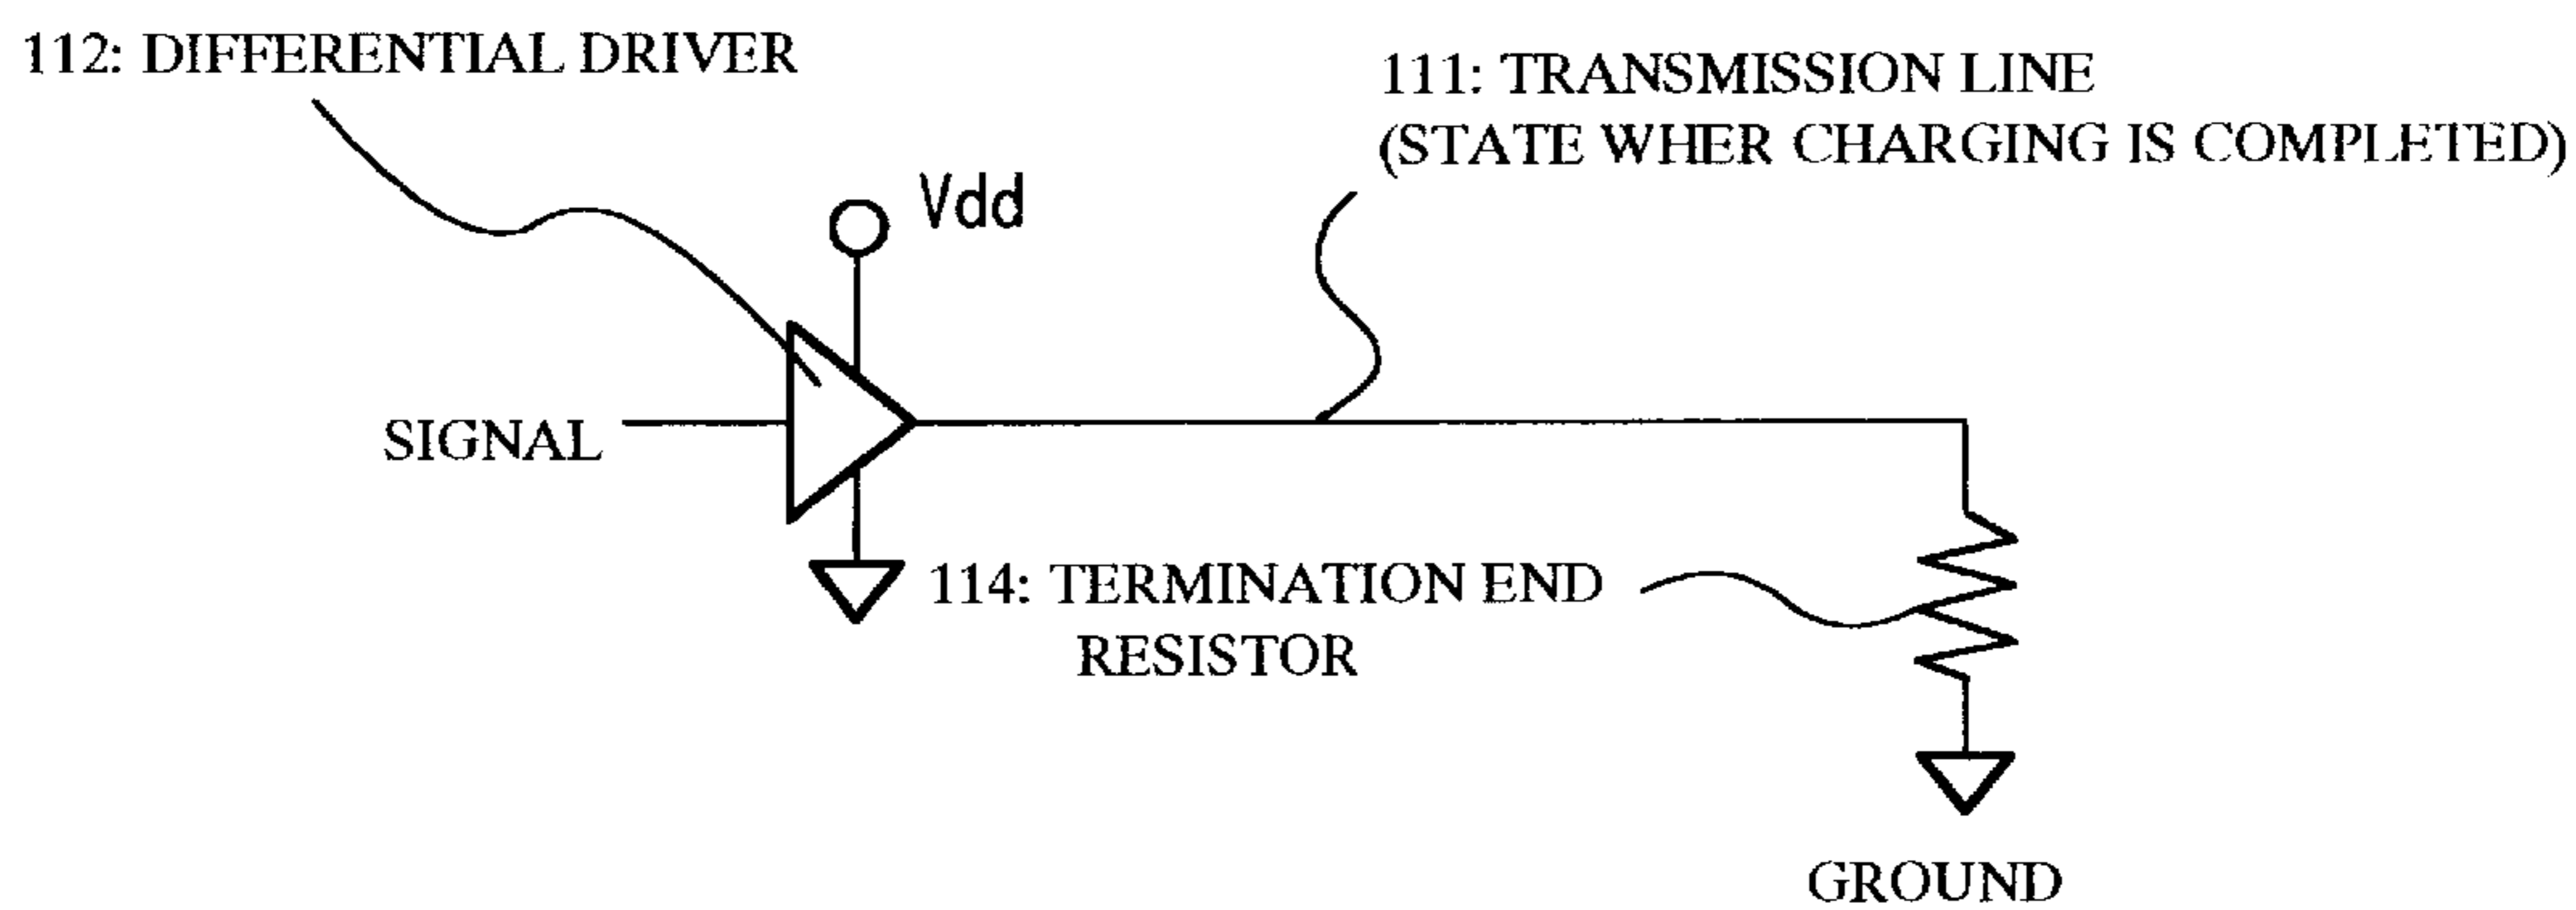 112: DIFFERENTIAL DRIVER
111: TRANSMISSION LINE
(STATE WHER CHARGING IS COMPLETED)
Vdd
SIGNAL
114: TERMINATION END
RESISTOR
GROUND